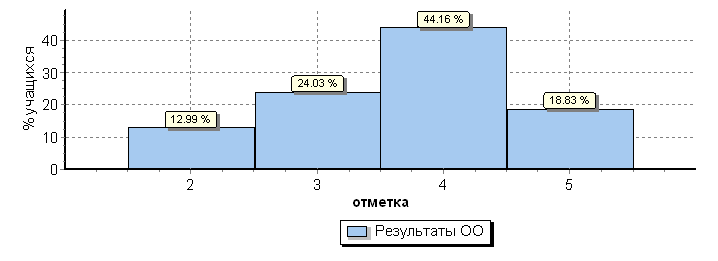 44.16 %
24.03 %
18.83 %
12.99 %
% учащихся
40
30
20
10
0
2 3 4 5
отметка
Результаты ОО